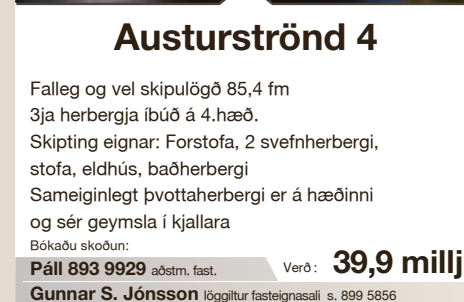 Austurströnd 4
Falleg og vel skipulögð 85,4 fm
3ja herbergja íbúð á 4.hæð.
Skipting eignar: Forstofa, 2 svefnherbergi,
stofa, eldhús, baðherbergi
Sameiginlegt þvottaherbergi er á hæðinni
og sér geymsla í kjallara
Bókaðu skoðun:
Páll 893 9929 aðstm. fast. Verð : 39,9 millj
Gunnar S. Jónsson löggiltur fasteignasali s. 899 5856